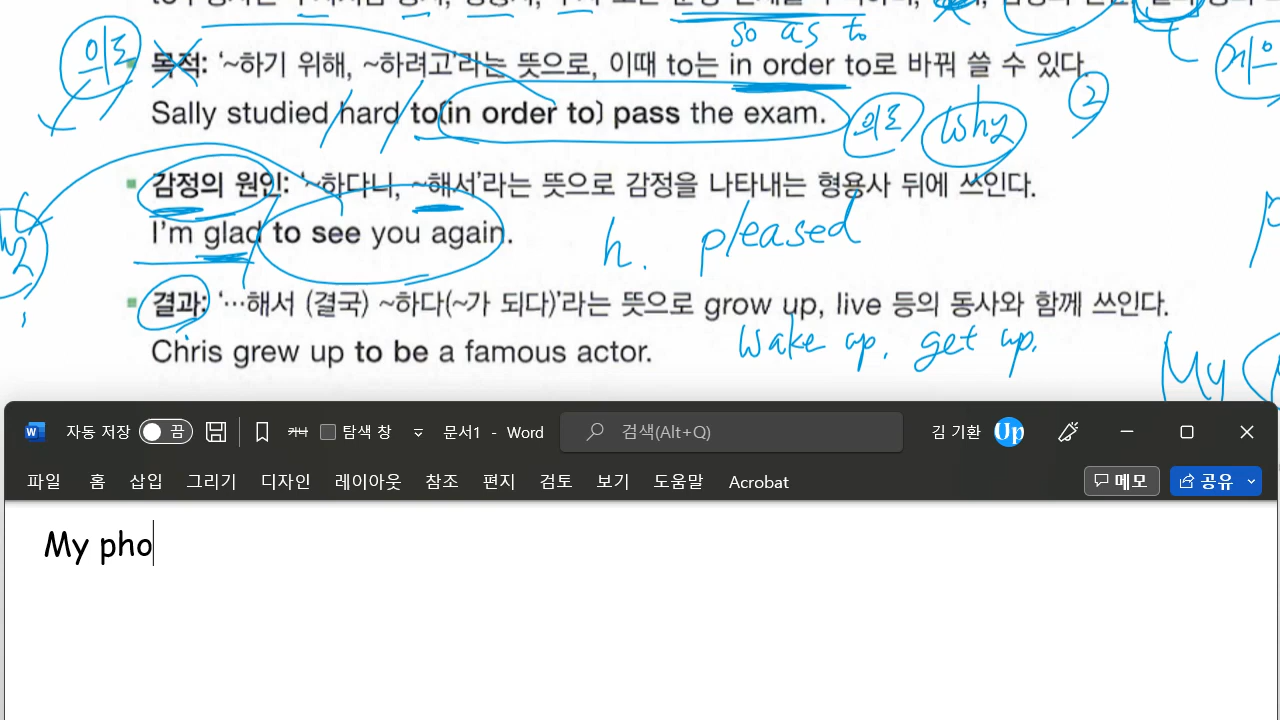 so as to
의도
목적: '~하기 위해, ~하려고'라는 뜻으로, 이때 to는 in order to로 바꿔 쓸 수 있다.
②
Sally studied hard to(in order to) pass the exam.
의도 Why
감정의 원인: '~하다니, ~해서'라는 뜻으로 감정을 나타내는 형용사 뒤에 쓰인다.
I'm glad to see you again.
h. pleased
결과: '…해서 (결국) ~하다(~가 되다)'라는 뜻으로 grow up, live 등의 동사와 함께 쓰인다.
Chris grew up to be a famous actor.
wake up, get up,
My
자동 저장 끔 가나 탐색 창 문서1 - Word 검색(Alt+Q) 김 기환 Up
파일 홈 삽입 그리기 디자인 레이아웃 참조 편지 검토 보기 도움말 Acrobat 메모 공유
My pho